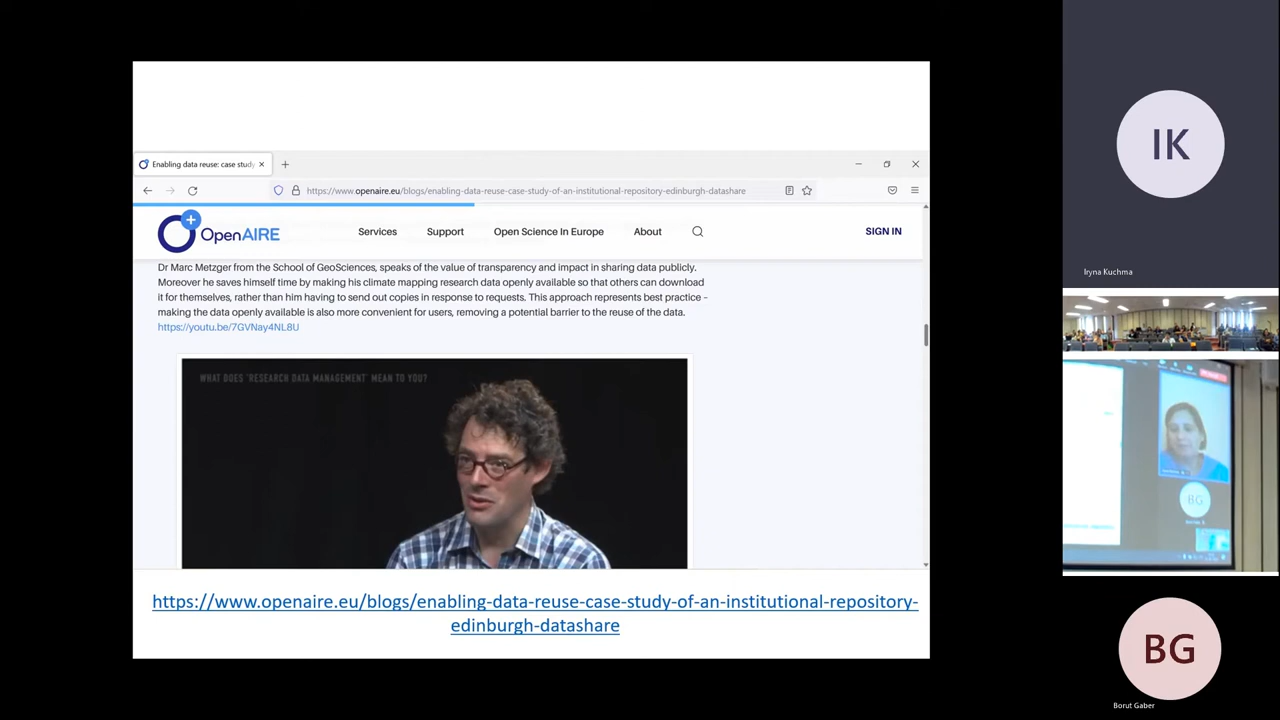 Enabling data reuse: case study
https://www.openaire.eu/blogs/enabling-data-reuse-case-study-of-an-institutional-repository-edinburgh-datashare
OpenAIRE
Services
Support
Open Science In Europe
About
SIGN IN
Dr Marc Metzger from the School of GeoSciences, speaks of the value of transparency and impact in sharing data publicly.
Moreover he saves himself time by making his climate mapping research data openly available so that others can download
it for themselves, rather than him having to send out copies in response to requests. This approach represents best practice –
making the data openly available is also more convenient for users, removing a potential barrier to the reuse of the data.
https://youtu.be/7GVNay4NL8U
WHAT DOES 'RESEARCH DATA MANAGEMENT' MEAN TO YOU?
https://www.openaire.eu/blogs/enabling-data-reuse-case-study-of-an-institutional-repository-
edinburgh-datashare
IK
Iryna Kuchma
BG
BG
Borut Gaber